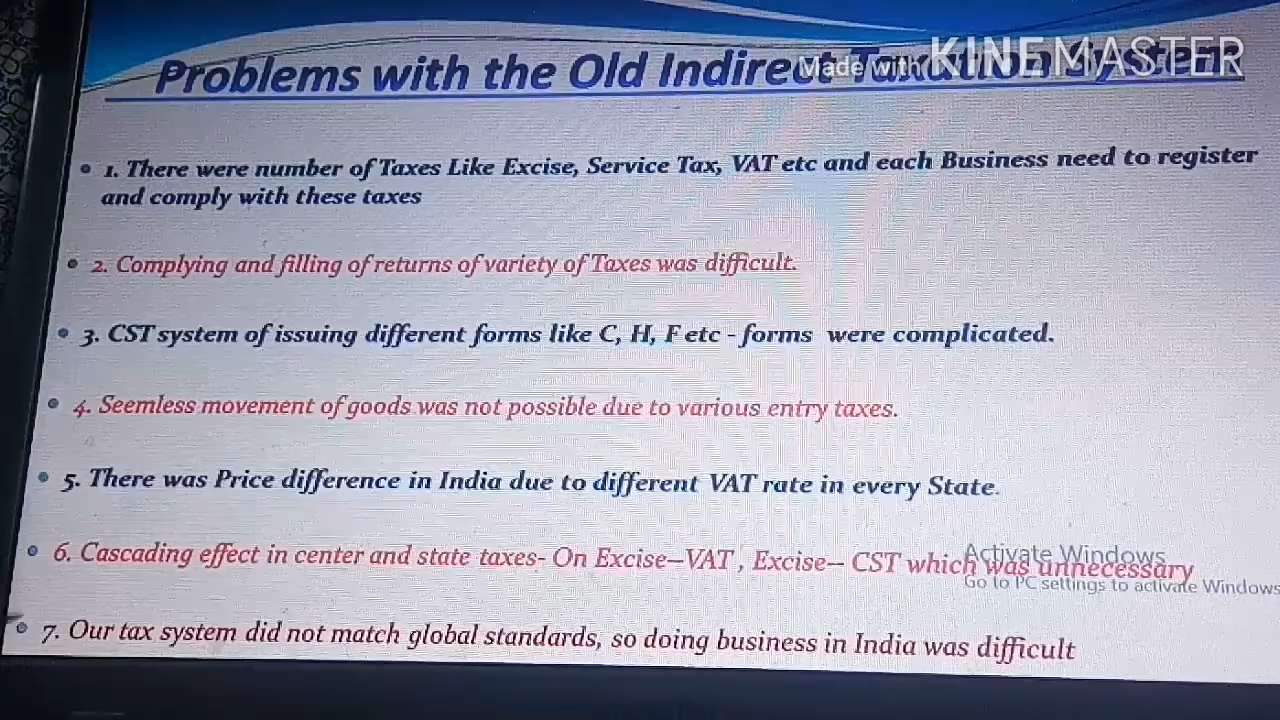 Problems with the Old Indirect Taxation System
Made with KINEMASTER
• 1. There were number of Taxes Like Excise, Service Tax, VAT etc and each Business need to register
and comply with these taxes
• 2. Complying and filling of returns of variety of Taxes was difficult.
• 3. CST system of issuing different forms like C, H, F etc - forms were complicated.
• 4. Seemless movement of goods was not possible due to various entry taxes.
• 5. There was Price difference in India due to different VAT rate in every State.
• 6. Cascading effect in center and state taxes- On Excise–VAT , Excise– CST which was unnecessary
Activate Windows
Go to PC settings to activate Windows
• 7. Our tax system did not match global standards, so doing business in India was difficult